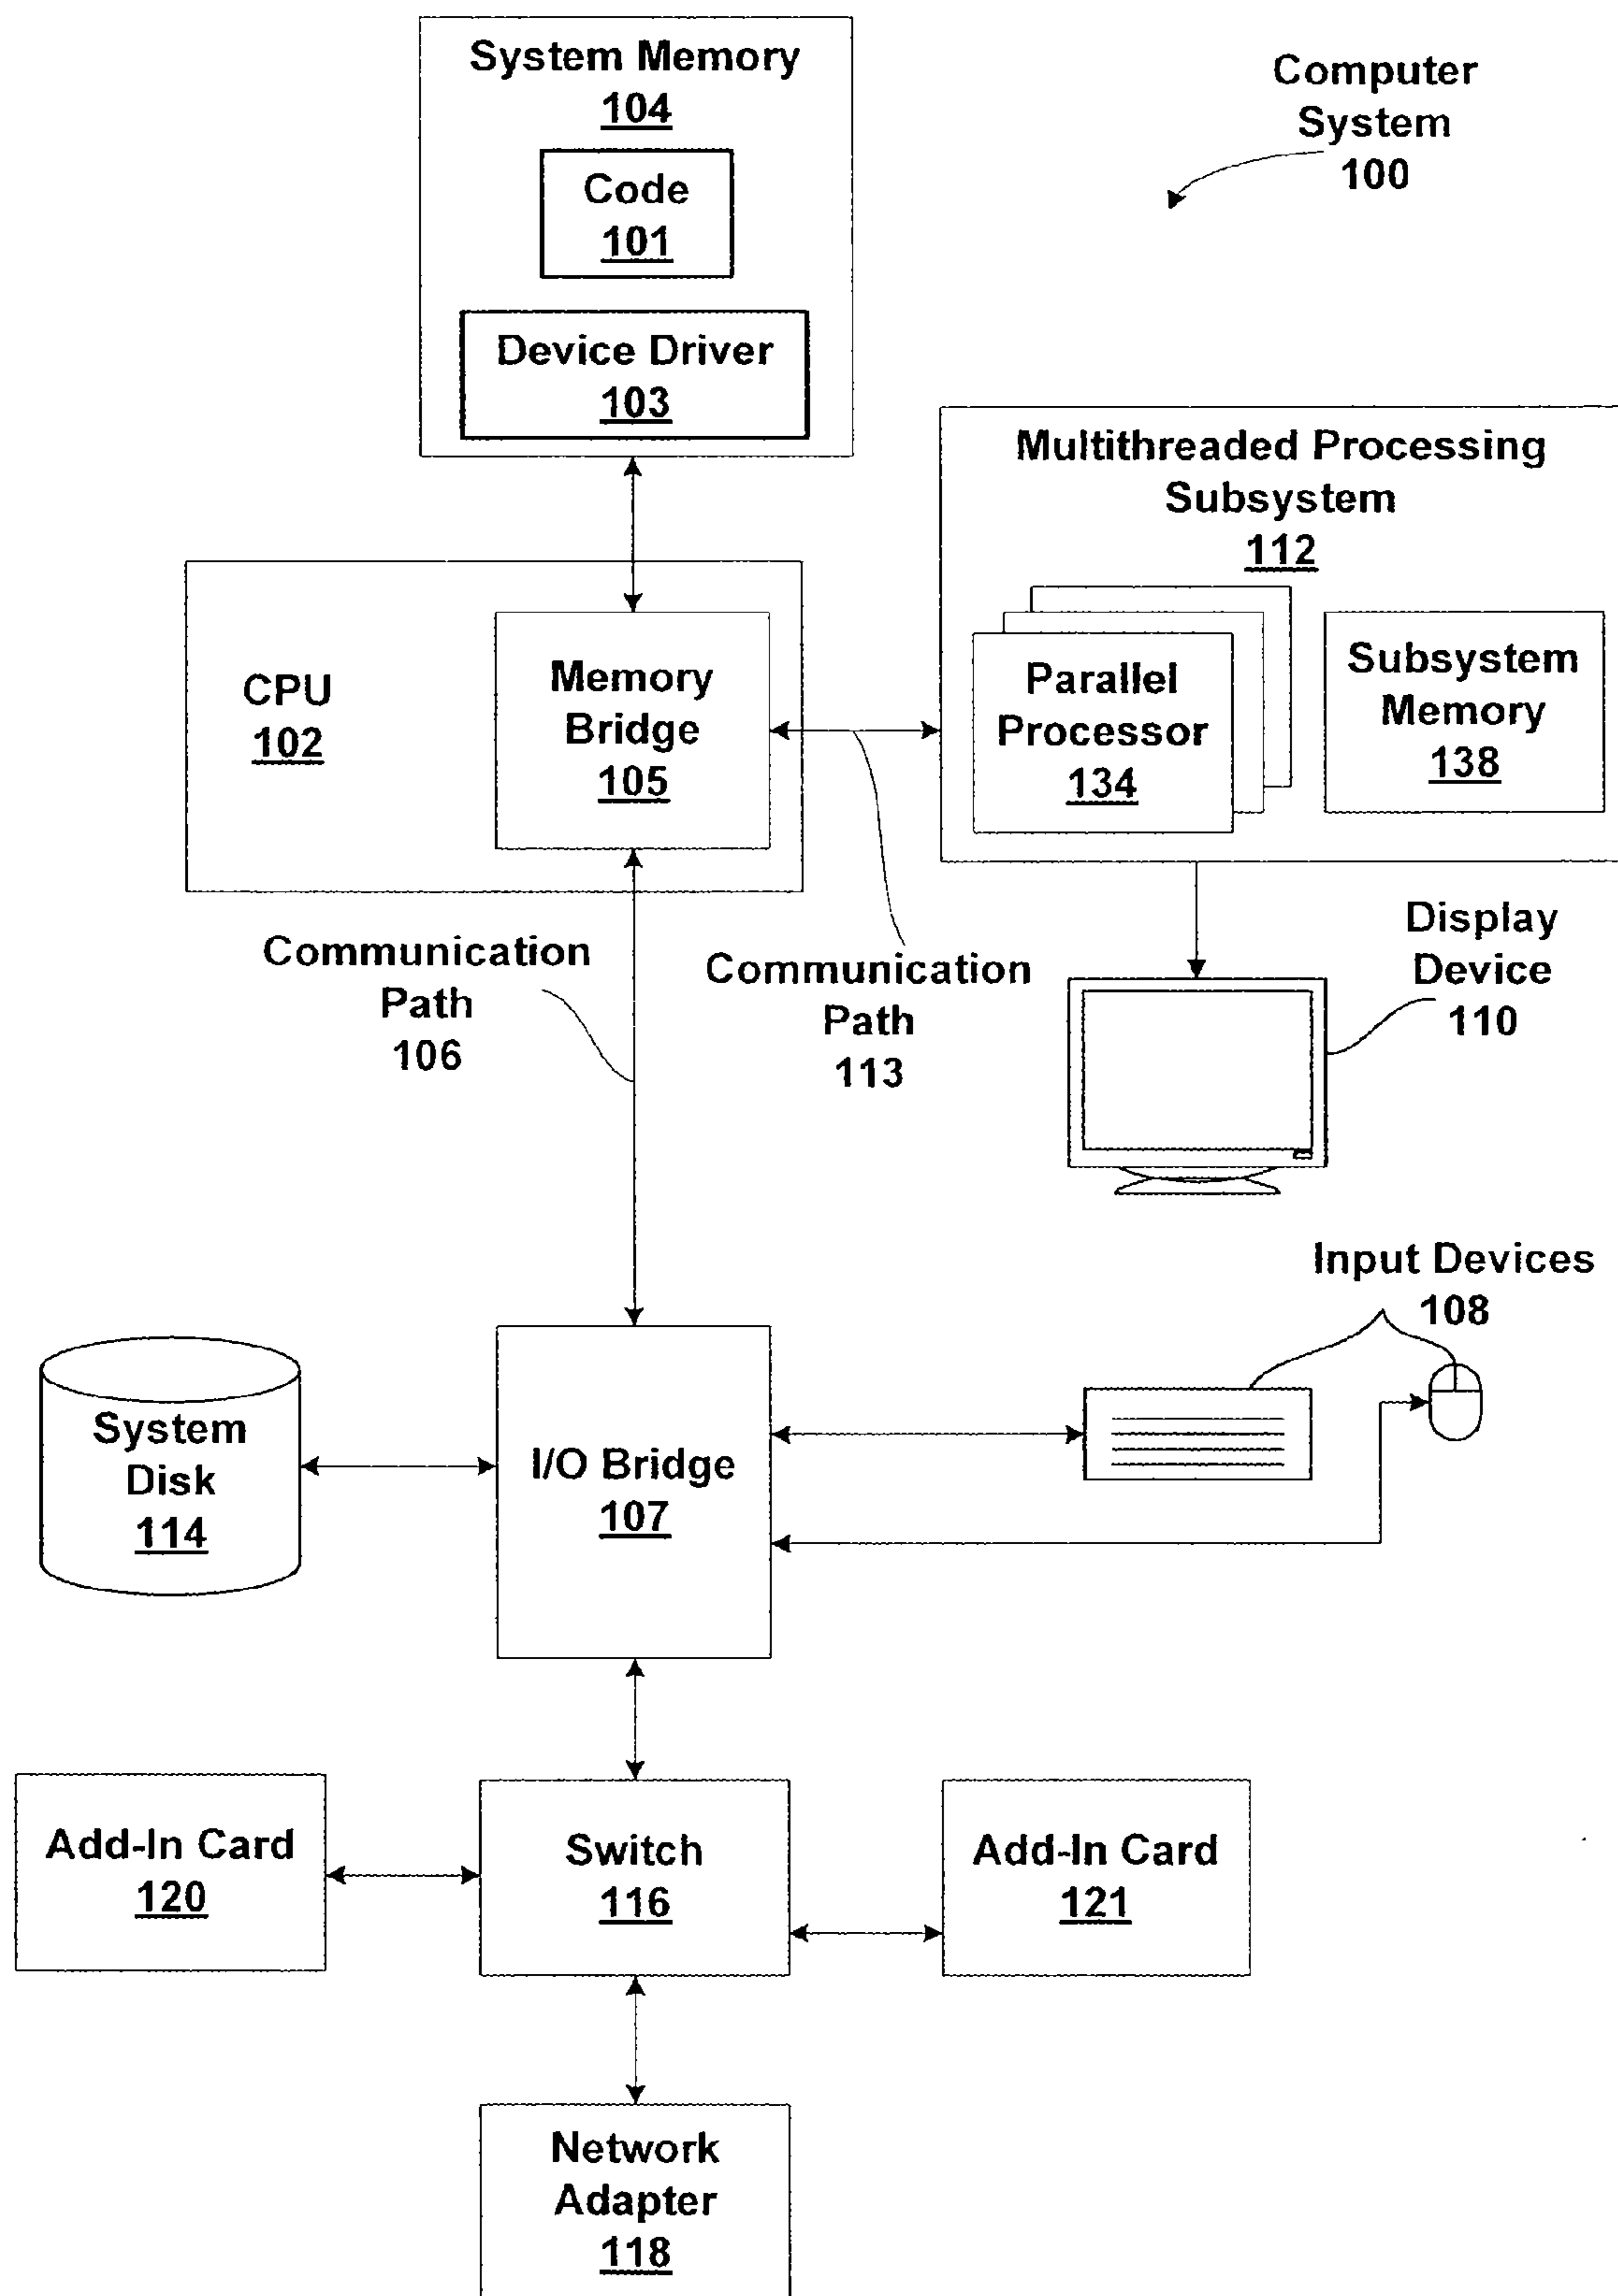 System Memory
104
Code
101
Device Driver
103
Computer
System
100
Multithreaded Processing
Subsystem
112
CPU
102
Memory
Bridge
105
Parallel
Processor
134
Subsystem
Memory
138
Communication
Path
106
Communication
Path
113
Display
Device
110
Input Devices
108
System
Disk
114
I/O Bridge
107
Add-In Card
120
Switch
116
Add-In Card
121
Network
Adapter
118